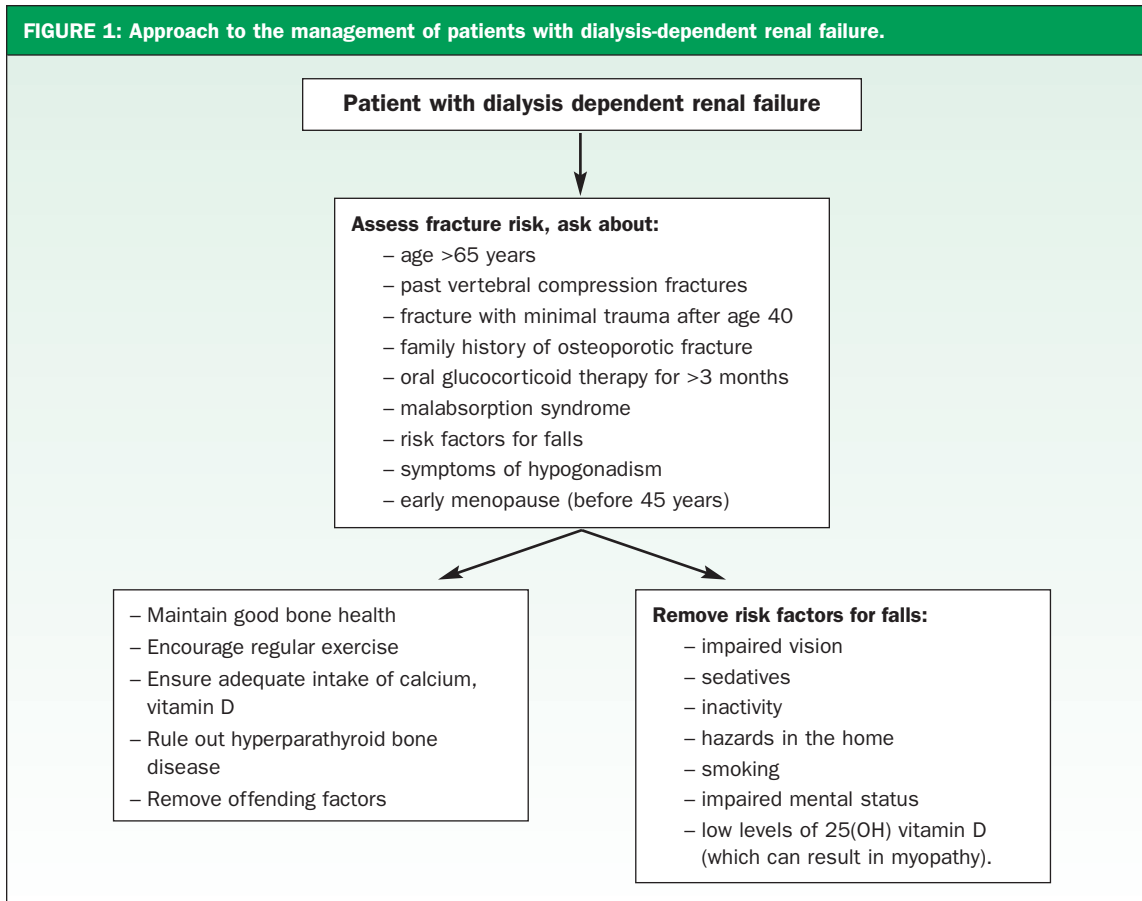 FIGURE 1: Approach to the management of patients with dialysis-dependent renal failure.
Patient with dialysis dependent renal failure
Assess fracture risk, ask about:
– age >65 years
– past vertebral compression fractures
– fracture with minimal trauma after age 40
– family history of osteoporotic fracture
– oral glucocorticoid therapy for >3 months
– malabsorption syndrome
– risk factors for falls
– symptoms of hypogonadism
– early menopause (before 45 years)
– Maintain good bone health
– Encourage regular exercise
– Ensure adequate intake of calcium,
vitamin D
– Rule out hyperparathyroid bone
disease
– Remove offending factors
Remove risk factors for falls:
– impaired vision
– sedatives
– inactivity
– hazards in the home
– smoking
– impaired mental status
– low levels of 25(OH) vitamin D
(which can result in myopathy).